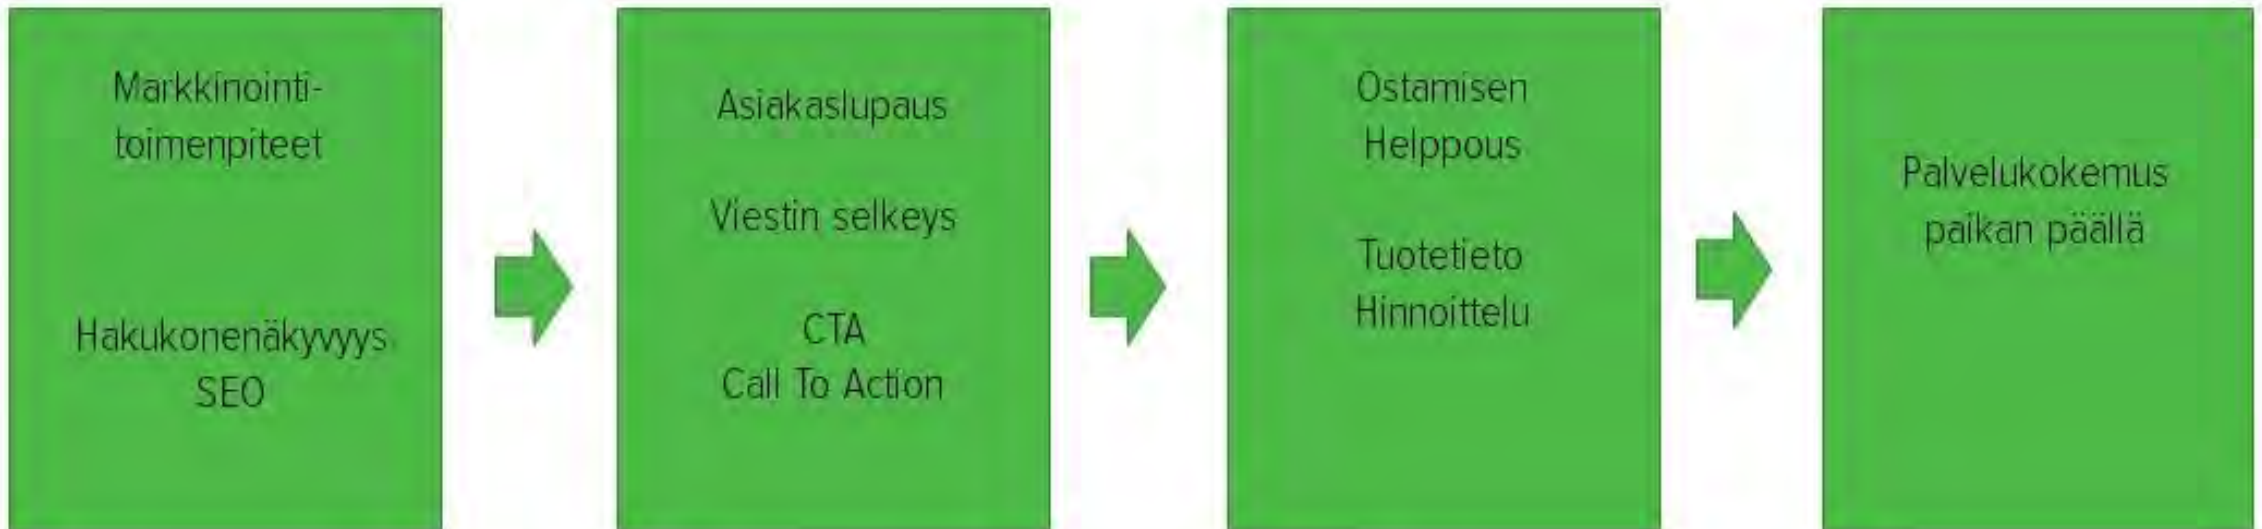 Markkinointi-
toimenpiteet
Hakukonenäkyvyys
SEO
Asiakaslupaus
Viestin selkeys
CTA
Call To Action
Ostamisen
Helppous
Tuotetieto
Hinnoittelu
Palvelukokemus
paikan päällä